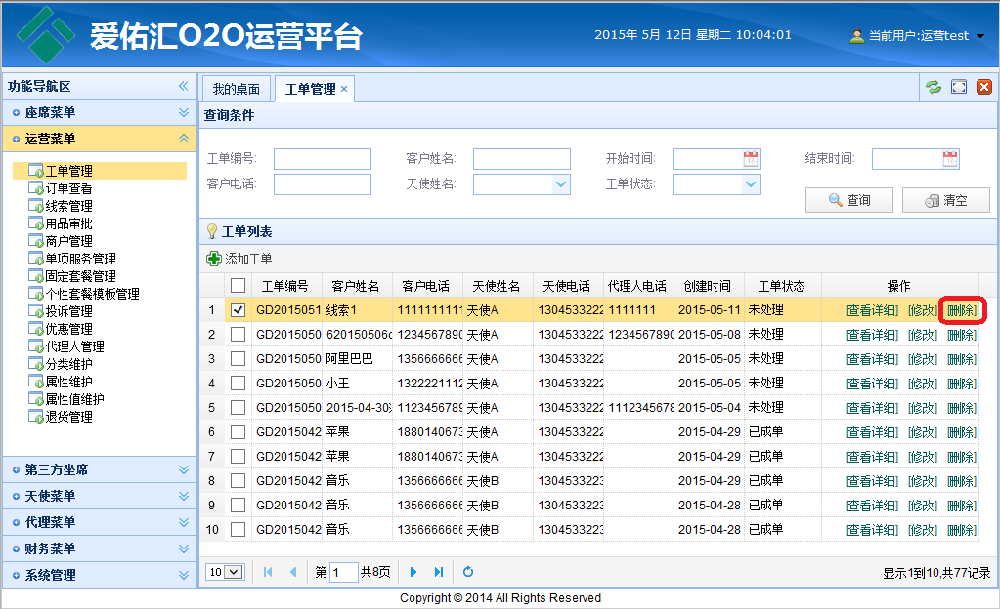 爱佑汇O2O运营平台
2015年 5月 12日 星期二 10:04:01
当前用户:运营test
功能导航区
座席菜单
运营菜单
工单管理
订单查看
线索管理
用品审批
商户管理
单项服务管理
固定套餐管理
个性套餐模板管理
投诉管理
优惠管理
代理人管理
分类维护
属性维护
属性值维护
退货管理
第三方坐席
天使菜单
代理菜单
财务菜单
系统管理
我的桌面 工单管理 ×
查询条件
工单编号: 客户姓名: 开始时间: 结束时间:
客户电话: 天使姓名: 工单状态:
查询 清空
工单列表
添加工单
工单编号 客户姓名 客户电话 天使姓名 天使电话 代理人电话 创建时间 工单状态 操作
1 GD2015051 线索1 1111111111 天使A 1304533222 1111111 2015-05-11 未处理 [查看详细] [修改] [删除]
2 GD2015050 620150506 1234567890 天使A 1304533222 1234567890 2015-05-08 未处理 [查看详细] [修改] [删除]
3 GD2015050 阿里巴巴 1356666666 天使A 1304533222 2015-05-05 未处理 [查看详细] [修改] [删除]
4 GD2015050 小王 1322221112 天使A 1304533222 2015-05-05 未处理 [查看详细] [修改] [删除]
5 GD2015050 2015-04-30 1123456789 天使A 1304533222 1112345678 2015-05-04 未处理 [查看详细] [修改] [删除]
6 GD2015042 苹果 1880140673 天使A 1304533222 2015-04-29 已成单 [查看详细] [修改] [删除]
7 GD2015042 苹果 1880140673 天使A 1304533222 2015-04-29 已成单 [查看详细] [修改] [删除]
8 GD2015042 音乐 1356666666 天使B 1304533223 2015-04-29 已成单 [查看详细] [修改] [删除]
9 GD2015042 音乐 1356666666 天使B 1304533223 2015-04-28 已成单 [查看详细] [修改] [删除]
10 GD2015042 音乐 1356666666 天使B 1304533223 2015-04-28 已成单 [查看详细] [修改] [删除]
10 第 1 共8页 显示1到10,共77记录
Copyright © 2014 All Rights Reserved